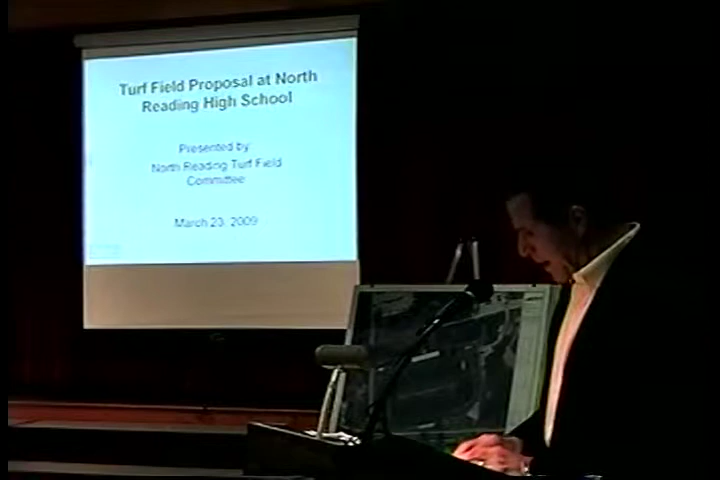 Turf Field Proposal at North
Reading High School
Presented by
North Reading Turf Field
Committee
March 23, 2009